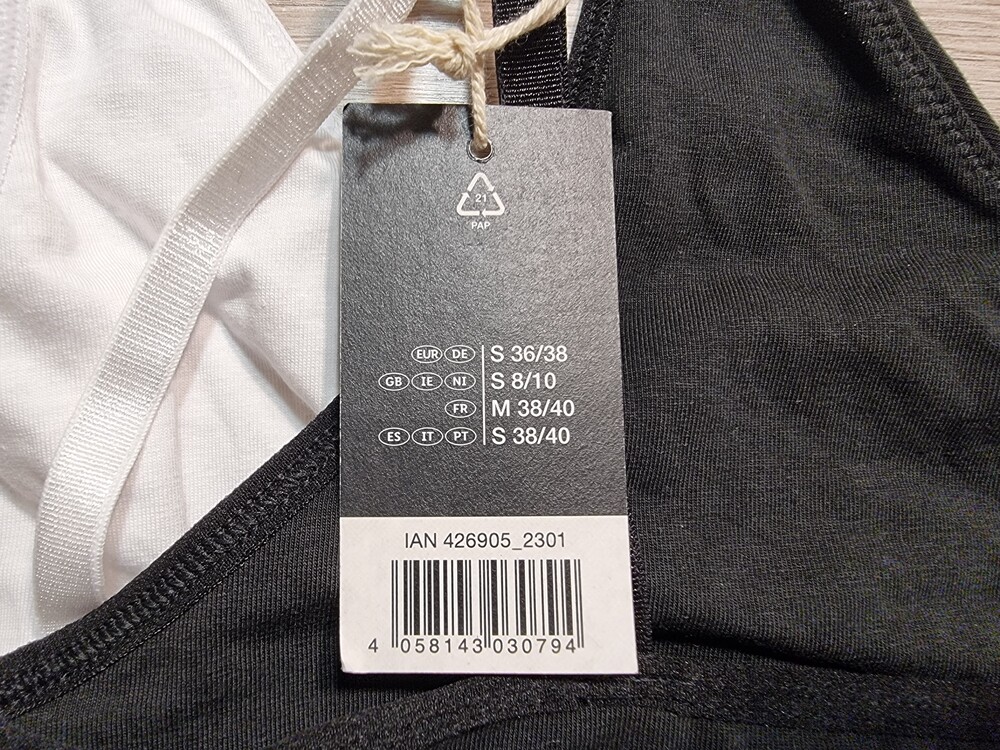 21
PAP
EUR DE S 36/38
GB IE NI S 8/10
FR M 38/40
ES IT PT S 38/40
IAN 426905_2301
4 058143 030794